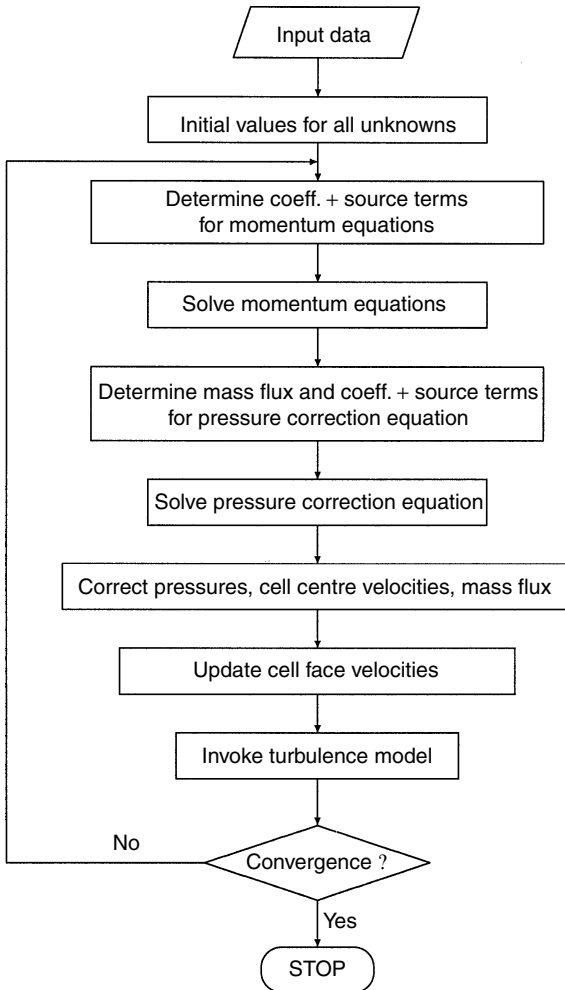 Input data
Initial values for all unknowns
Determine coeff. + source terms
for momentum equations
Solve momentum equations
Determine mass flux and coeff. + source terms
for pressure correction equation
Solve pressure correction equation
Correct pressures, cell centre velocities, mass flux
Update cell face velocities
Invoke turbulence model
No
Convergence ?
Yes
STOP